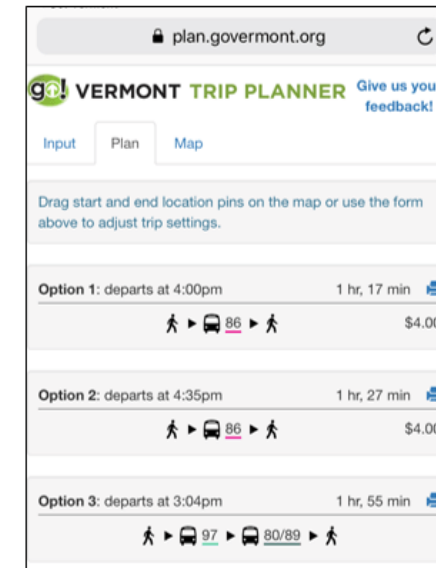 plan.govermont.org
go! VERMONT TRIP PLANNER
Give us you
feedback!
Input Plan Map
Drag start and end location pins on the map or use the form
above to adjust trip settings.
Option 1: departs at 4:00pm 1 hr, 17 min
86 $4.00
Option 2: departs at 4:35pm 1 hr, 27 min
86 $4.00
Option 3: departs at 3:04pm 1 hr, 55 min
97 80/89